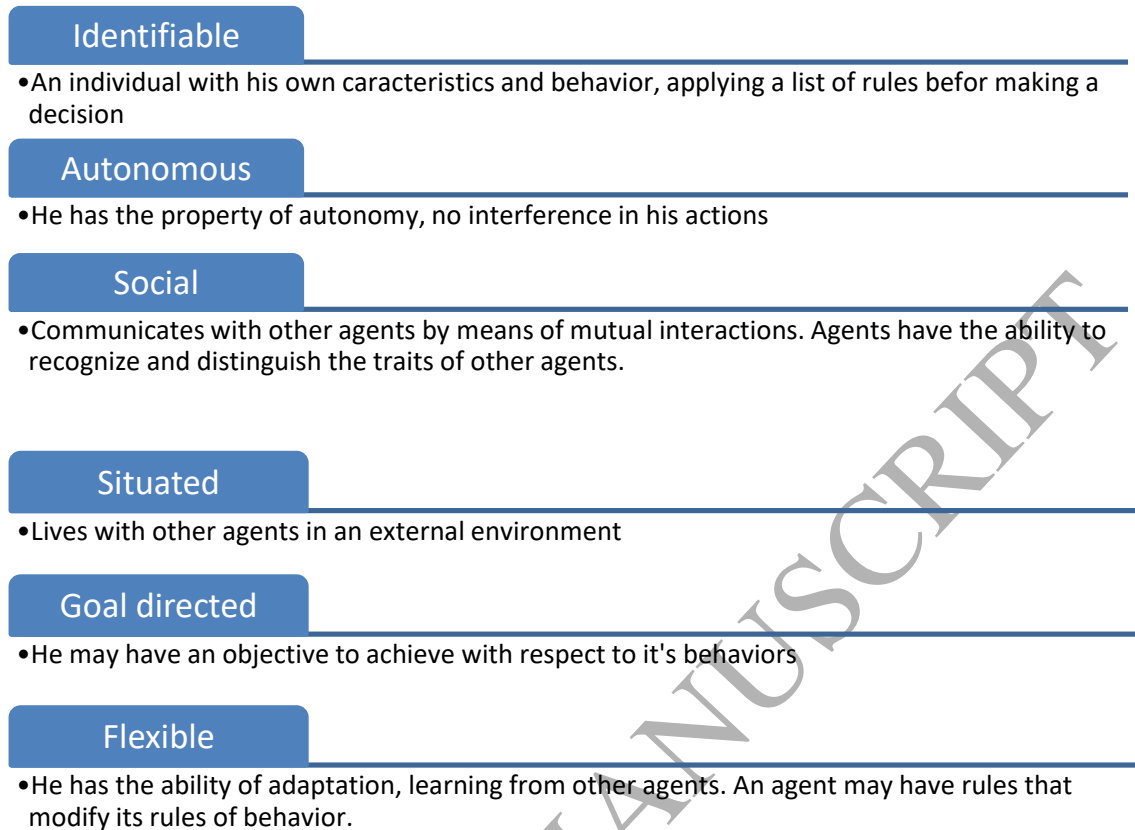 Identifiable
•An individual with his own caracteristics and behavior, applying a list of rules befor making a
decision
Autonomous
•He has the property of autonomy, no interference in his actions
Social
•Communicates with other agents by means of mutual interactions. Agents have the ability to
recognize and distinguish the traits of other agents.
Situated
•Lives with other agents in an external environment
Goal directed
•He may have an objective to achieve with respect to it's behaviors
Flexible
•He has the ability of adaptation, learning from other agents. An agent may have rules that
modify its rules of behavior.
ANUSCRIPT